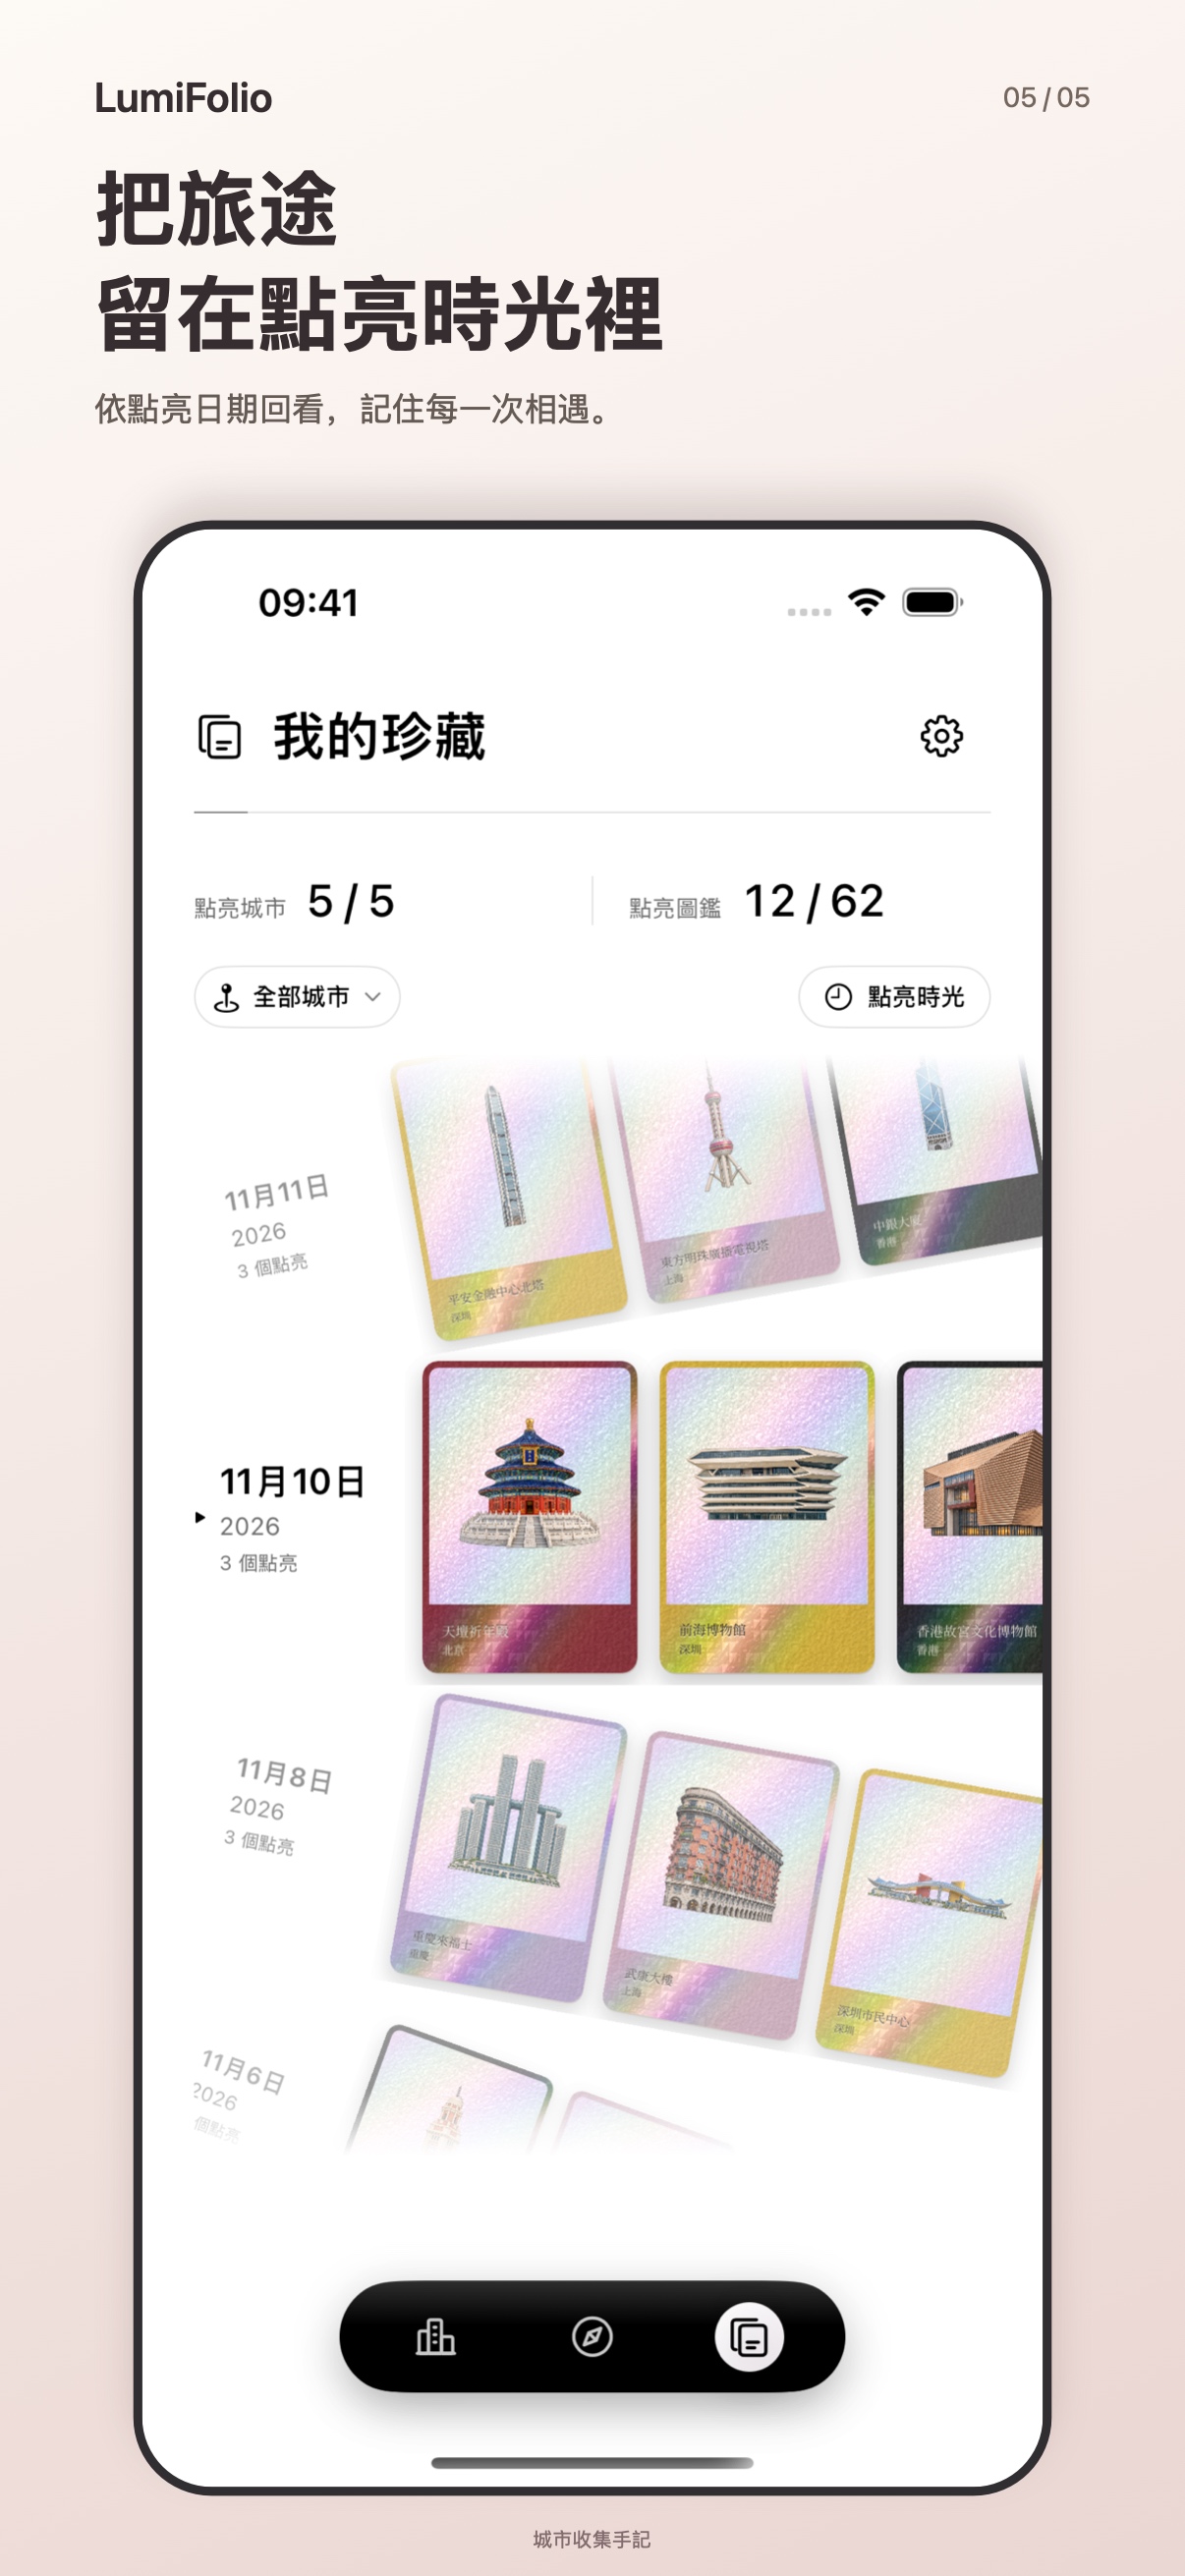 LumiFolio
05 / 05
把旅途
留在點亮時光裡
依點亮日期回看，記住每一次相遇。
09:41
我的珍藏
點亮城市 5 / 5
點亮圖鑑 12 / 62
全部城市
點亮時光
11月11日
2026
3 個點亮
平安金融中心北塔
深圳
東方明珠廣播電視塔
上海
中銀大廈
香港
11月10日
2026
3 個點亮
天壇祈年殿
北京
前海博物館
深圳
香港故宮文化博物館
香港
11月8日
2026
3 個點亮
重慶來福士
重慶
武康大樓
上海
深圳市民中心
深圳
11月6日
2026
個點亮
城市收集手記